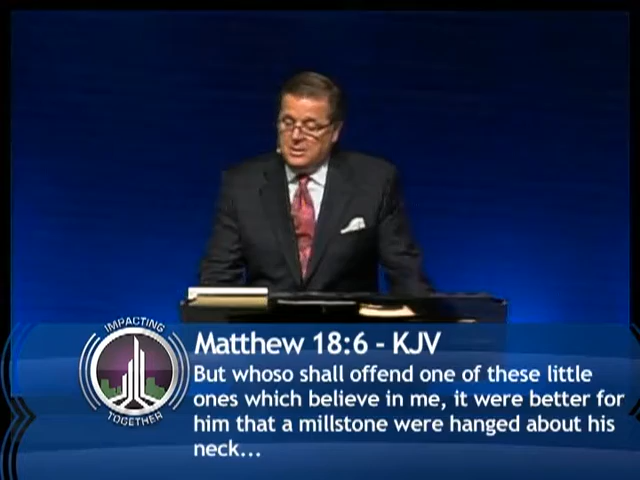 IMPACTING
TOGETHER
Matthew 18:6 - KJV
But whoso shall offend one of these little
ones which believe in me, it were better for
him that a millstone were hanged about his
neck...